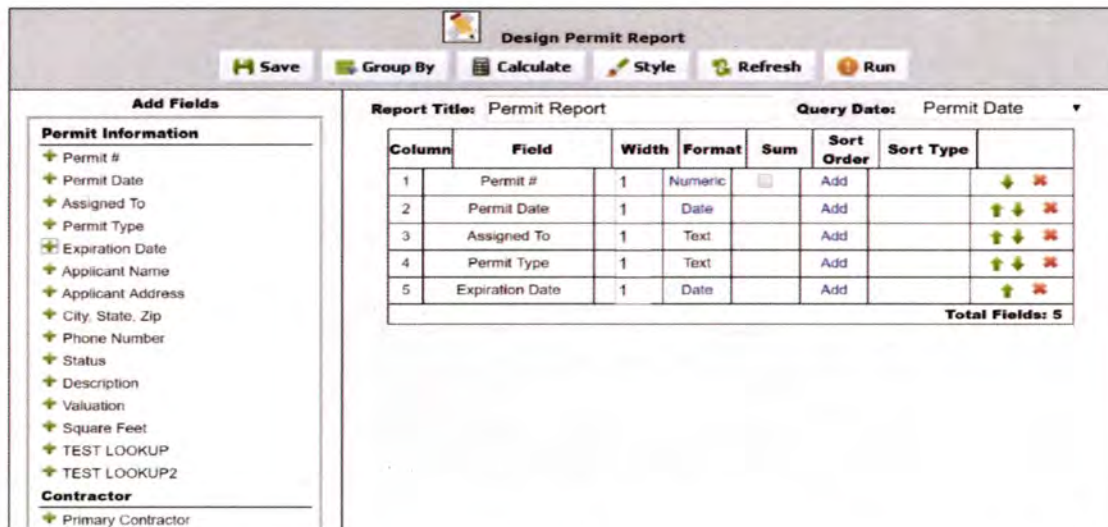 Design Permit Report
Save Group By Calculate Style Refresh Run
Add Fields
Permit Information
Permit #
Permit Date
Assigned To
Permit Type
Expiration Date
Applicant Name
Applicant Address
City, State, Zip
Phone Number
Status
Description
Valuation
Square Feet
TEST LOOKUP
TEST LOOKUP2
Contractor
Primary Contractor
Report Title: Permit Report Query Date: Permit Date
Column Field Width Format Sum Sort Order Sort Type
1 Permit # 1 Numeric Add
2 Permit Date 1 Date Add
3 Assigned To 1 Text Add
4 Permit Type 1 Text Add
5 Expiration Date 1 Date Add
Total Fields: 5